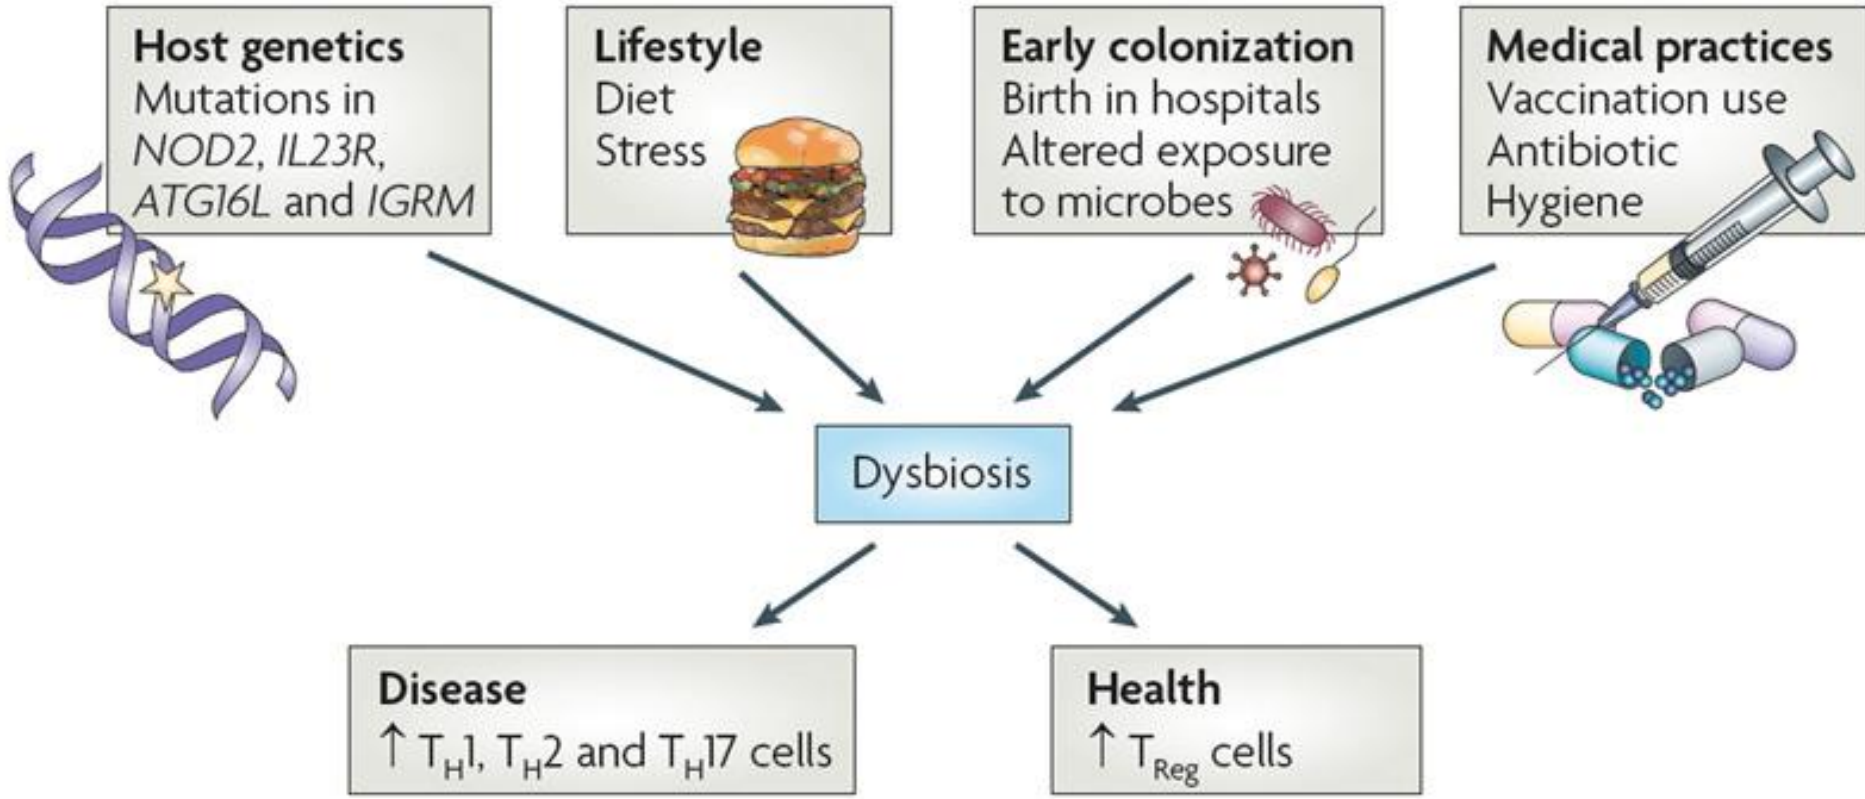 Host genetics
Mutations in
NOD2, IL23R,
ATG16L and IGRM
Lifestyle
Diet
Stress
Early colonization
Birth in hospitals
Altered exposure
to microbes
Medical practices
Vaccination use
Antibiotic
Hygiene
Dysbiosis
Disease
↑ TH1, TH2 and TH17 cells
Health
↑ TReg cells